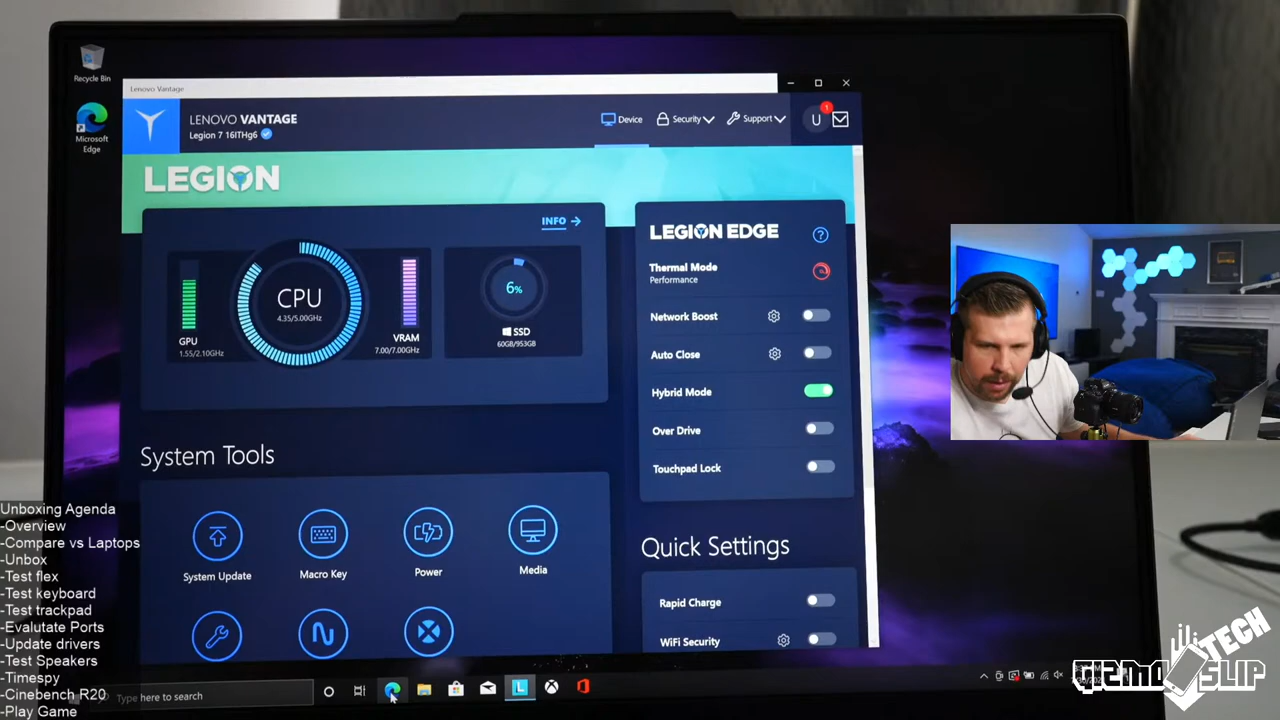 Recycle Bin
Microsoft
Edge
Lenovo Vantage
LENOVO VANTAGE
Legion 7 16ITHg6
Device
Security
Support
U
1
LEGION
INFO
CPU
4.35/5.00GHz
GPU
1.55/2.10GHz
VRAM
7.00/7.00GHz
6%
SSD
60GB/953GB
LEGION EDGE
?
Thermal Mode
Performance
Network Boost
Auto Close
Hybrid Mode
Over Drive
Touchpad Lock
System Tools
System Update
Macro Key
Power
Media
Quick Settings
Rapid Charge
WiFi Security
Type here to search
L
Unboxing Agenda
-Overview
-Compare vs Laptops
-Unbox
-Test flex
-Test keyboard
-Test trackpad
-Evalutate Ports
-Update drivers
-Test Speakers
-Timespy
-Cinebench R20
-Play Game
GIZMO SLIP
TECH